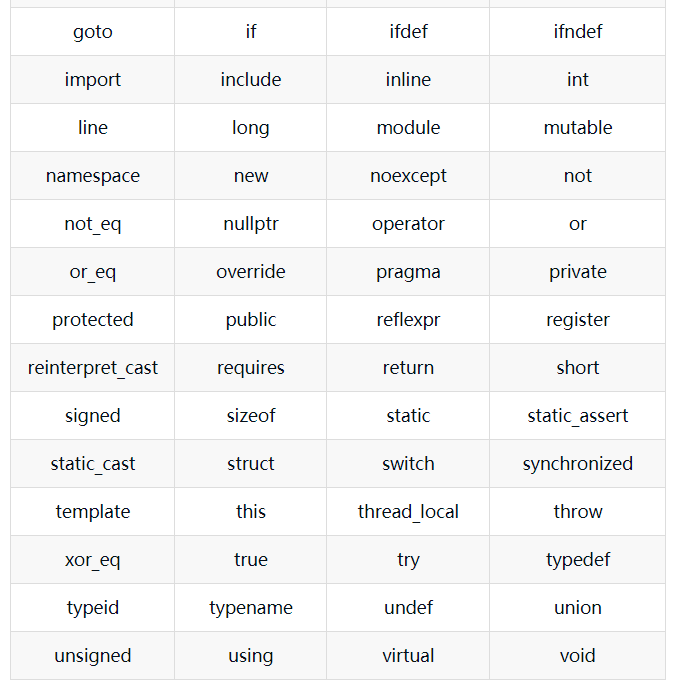 goto if ifdef ifndef
import include inline int
line long module mutable
namespace new noexcept not
not_eq nullptr operator or
or_eq override pragma private
protected public reflexpr register
reinterpret_cast requires return short
signed sizeof static static_assert
static_cast struct switch synchronized
template this thread_local throw
xor_eq true try typedef
typeid typename undef union
unsigned using virtual void